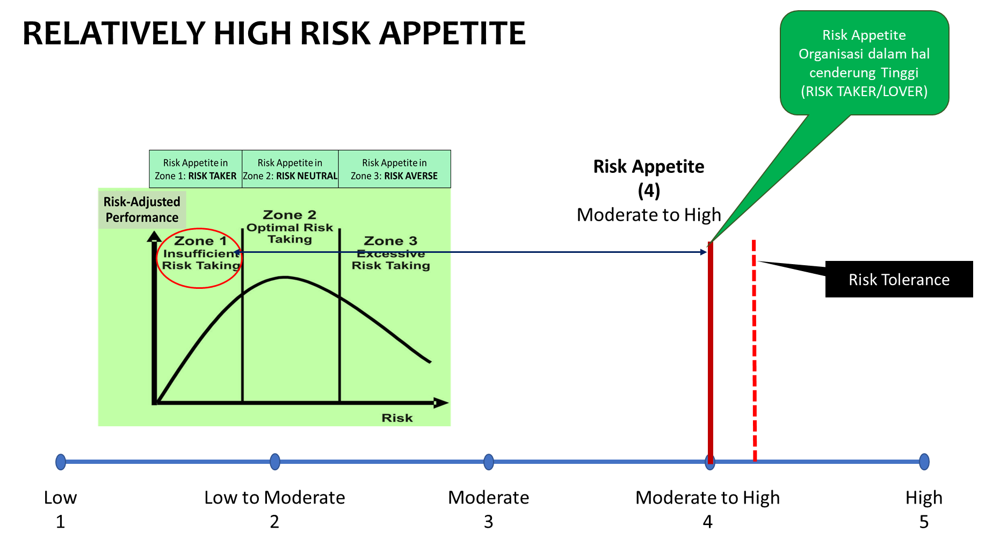 RELATIVELY HIGH RISK APPETITE
Risk Appetite
Organisasi dalam hal
cenderung Tinggi
(RISK TAKER/LOVER)
Risk Appetite in
Zone 1: RISK TAKER
Risk Appetite in
Zone 2: RISK NEUTRAL
Risk Appetite in
Zone 3: RISK AVERSE
Risk-Adjusted
Performance
Zone 1
Insufficient
Risk Taking
Zone 2
Optimal Risk
Taking
Zone 3
Excessive
Risk Taking
Risk
Risk Appetite
(4)
Moderate to High
Risk Tolerance
Low
1
Low to Moderate
2
Moderate
3
Moderate to High
4
High
5